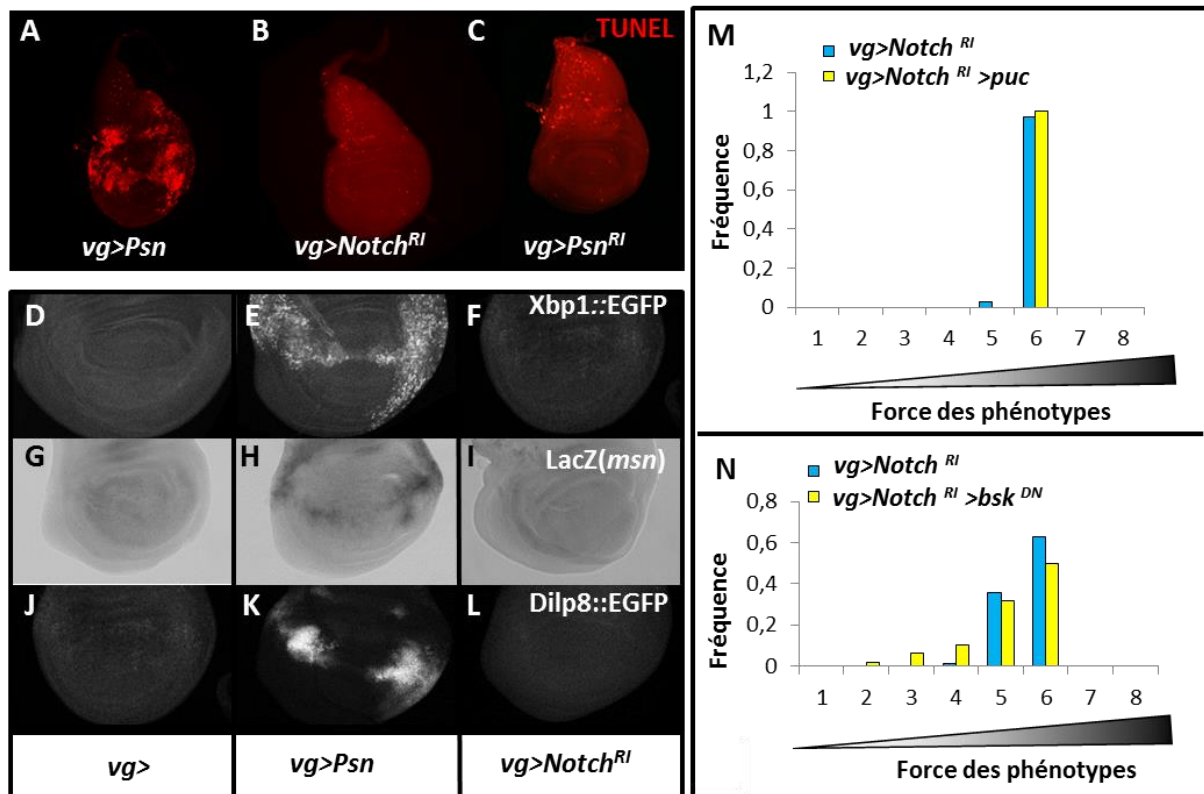 A B C TUNEL
vg>Psn vg>Notch^RI vg>Psn^RI
D E F Xbp1::EGFP
G H I LacZ(msn)
J K L Dilp8::EGFP
vg> vg>Psn vg>Notch^RI
M
vg>Notch ^RI
vg>Notch ^RI >puc
Fréquence
1,2
1
0,8
0,6
0,4
0,2
0
1 2 3 4 5 6 7 8
Force des phénotypes
N
vg>Notch ^RI
vg>Notch ^RI >bsk ^DN
Fréquence
0,8
0,6
0,4
0,2
0
1 2 3 4 5 6 7 8
Force des phénotypes